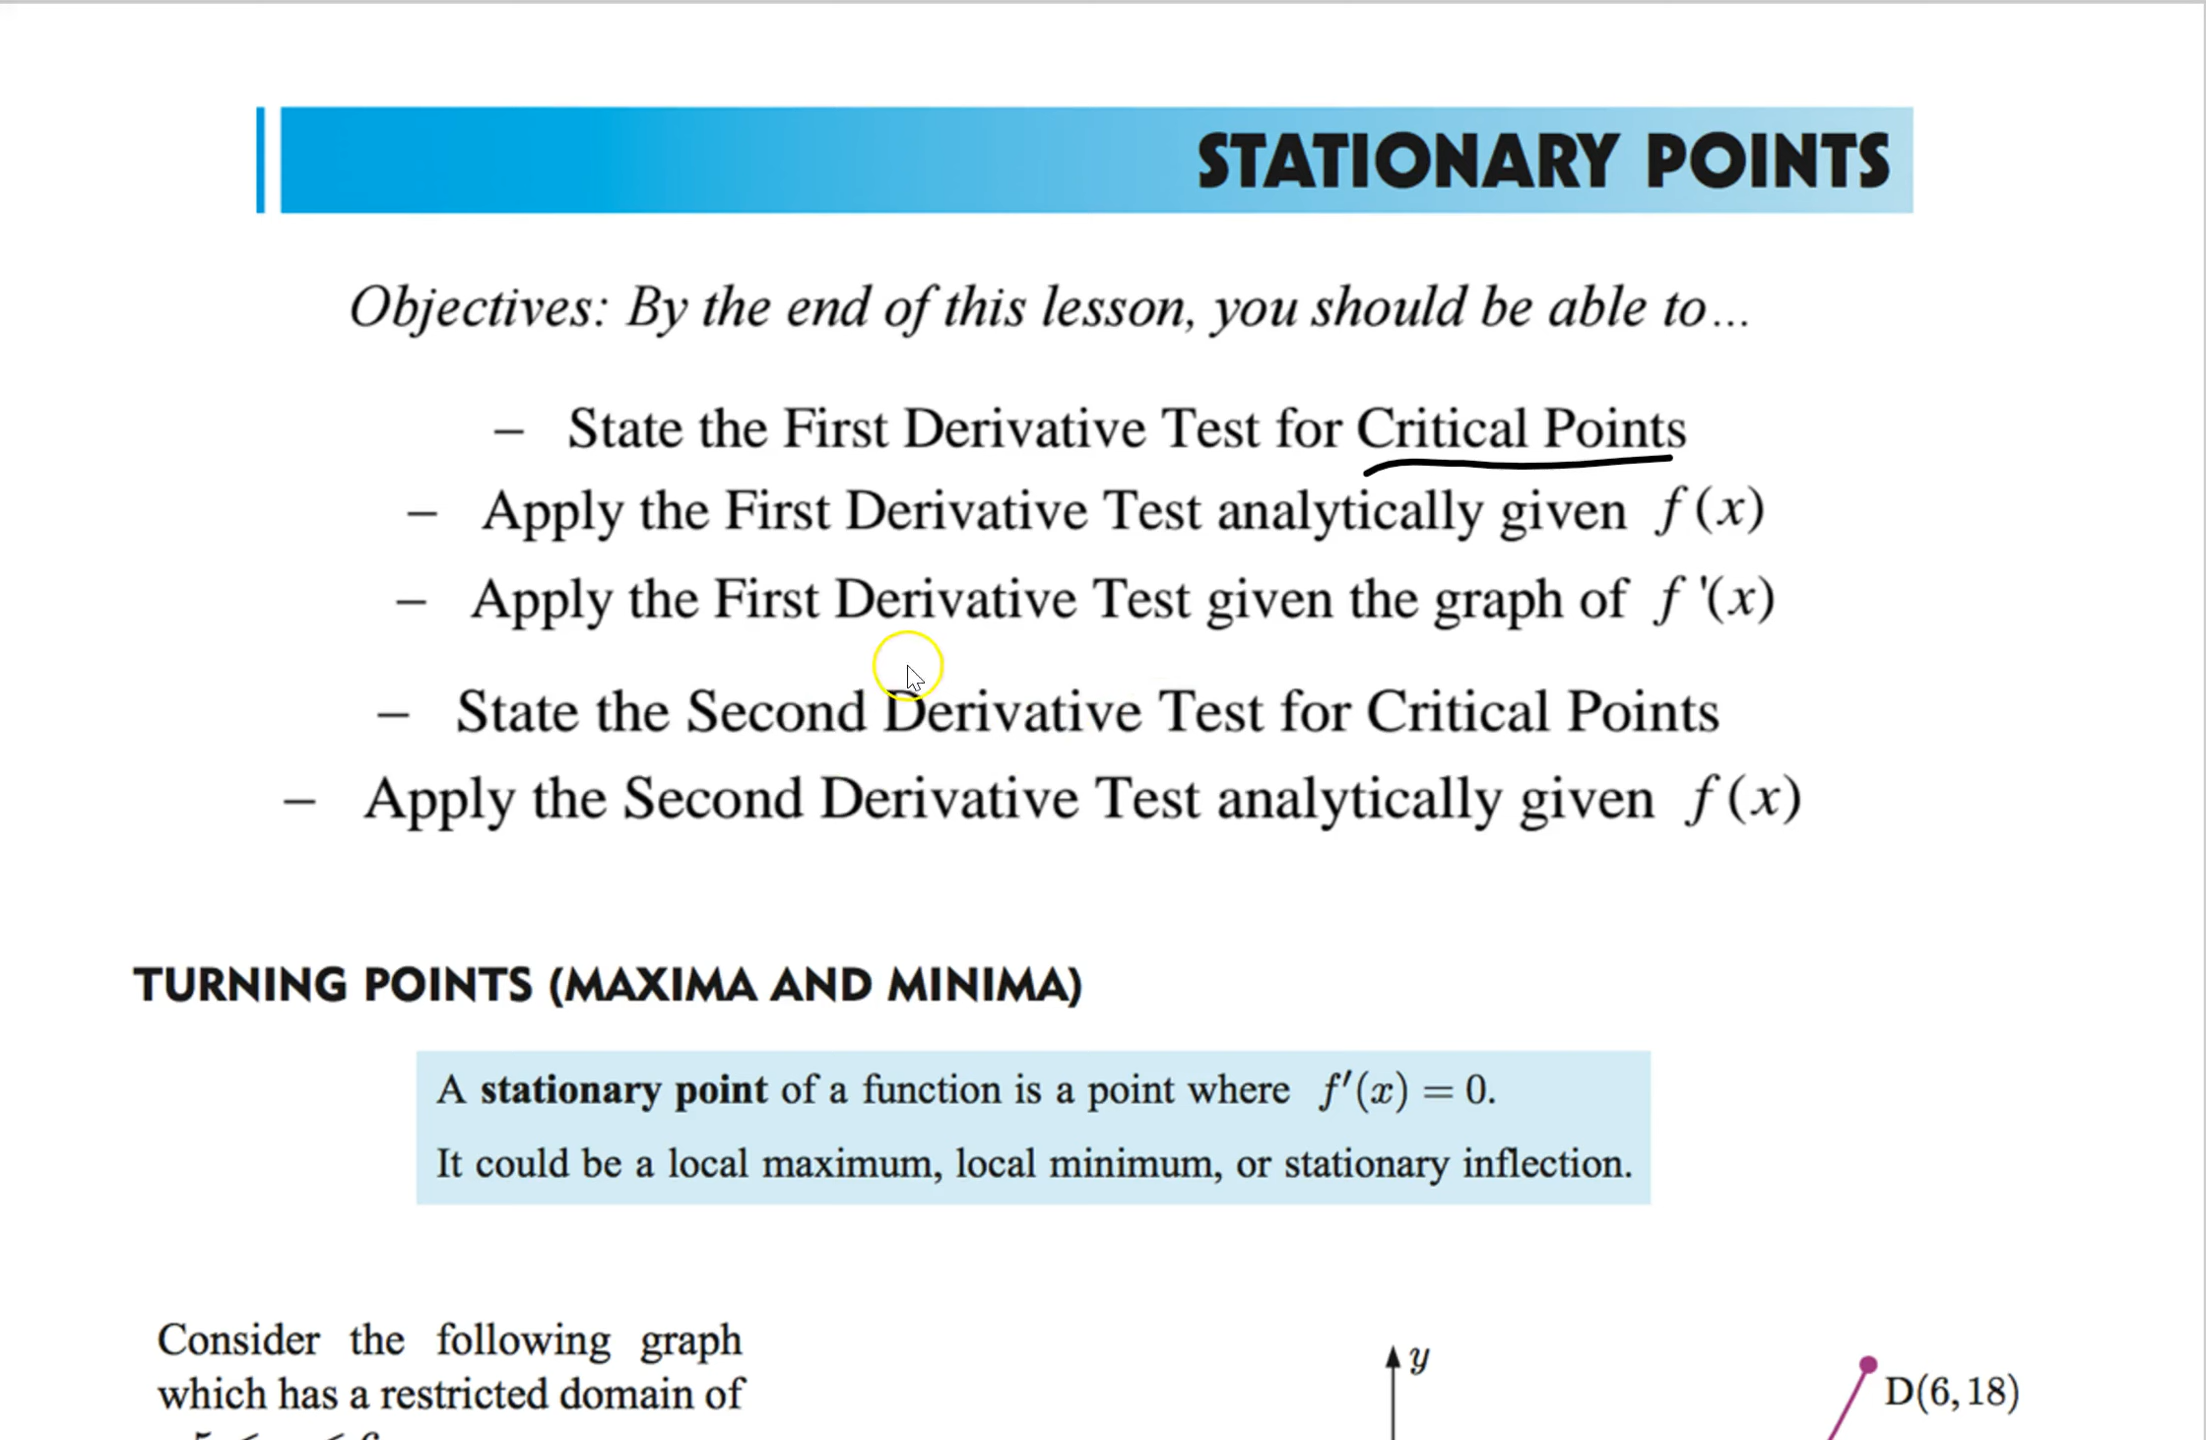 STATIONARY POINTS
Objectives: By the end of this lesson, you should be able to...
– State the First Derivative Test for Critical Points
– Apply the First Derivative Test analytically given f(x)
– Apply the First Derivative Test given the graph of f '(x)
– State the Second Derivative Test for Critical Points
– Apply the Second Derivative Test analytically given f(x)
TURNING POINTS (MAXIMA AND MINIMA)
A stationary point of a function is a point where f′(x) = 0.
It could be a local maximum, local minimum, or stationary inflection.
Consider the following graph
which has a restricted domain of
y
D(6, 18)